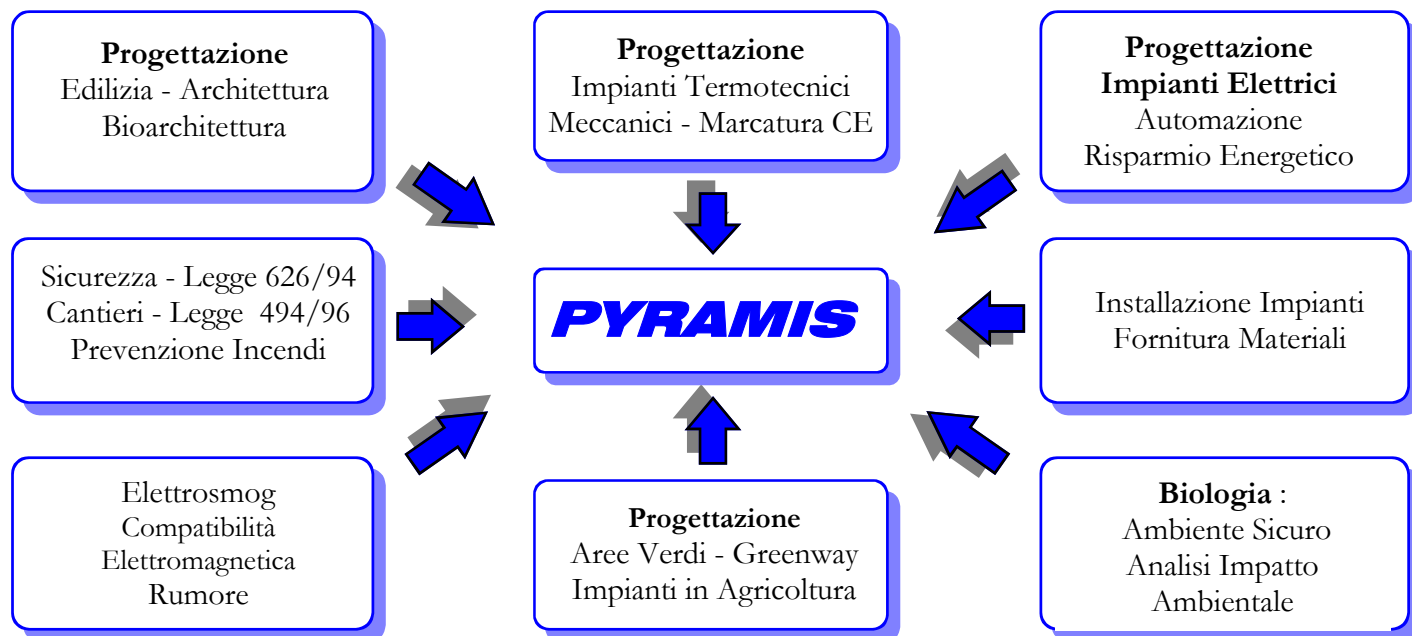 Progettazione
Edilizia - Architettura
Bioarchitettura
Progettazione
Impianti Termotecnici
Meccanici - Marcatura CE
Progettazione
Impianti Elettrici
Automazione
Risparmio Energetico
Sicurezza - Legge 626/94
Cantieri - Legge 494/96
Prevenzione Incendi
PYRAMIS
Installazione Impianti
Fornitura Materiali
Elettrosmog
Compatibilità
Elettromagnetica
Rumore
Progettazione
Aree Verdi - Greenway
Impianti in Agricoltura
Biologia :
Ambiente Sicuro
Analisi Impatto
Ambientale